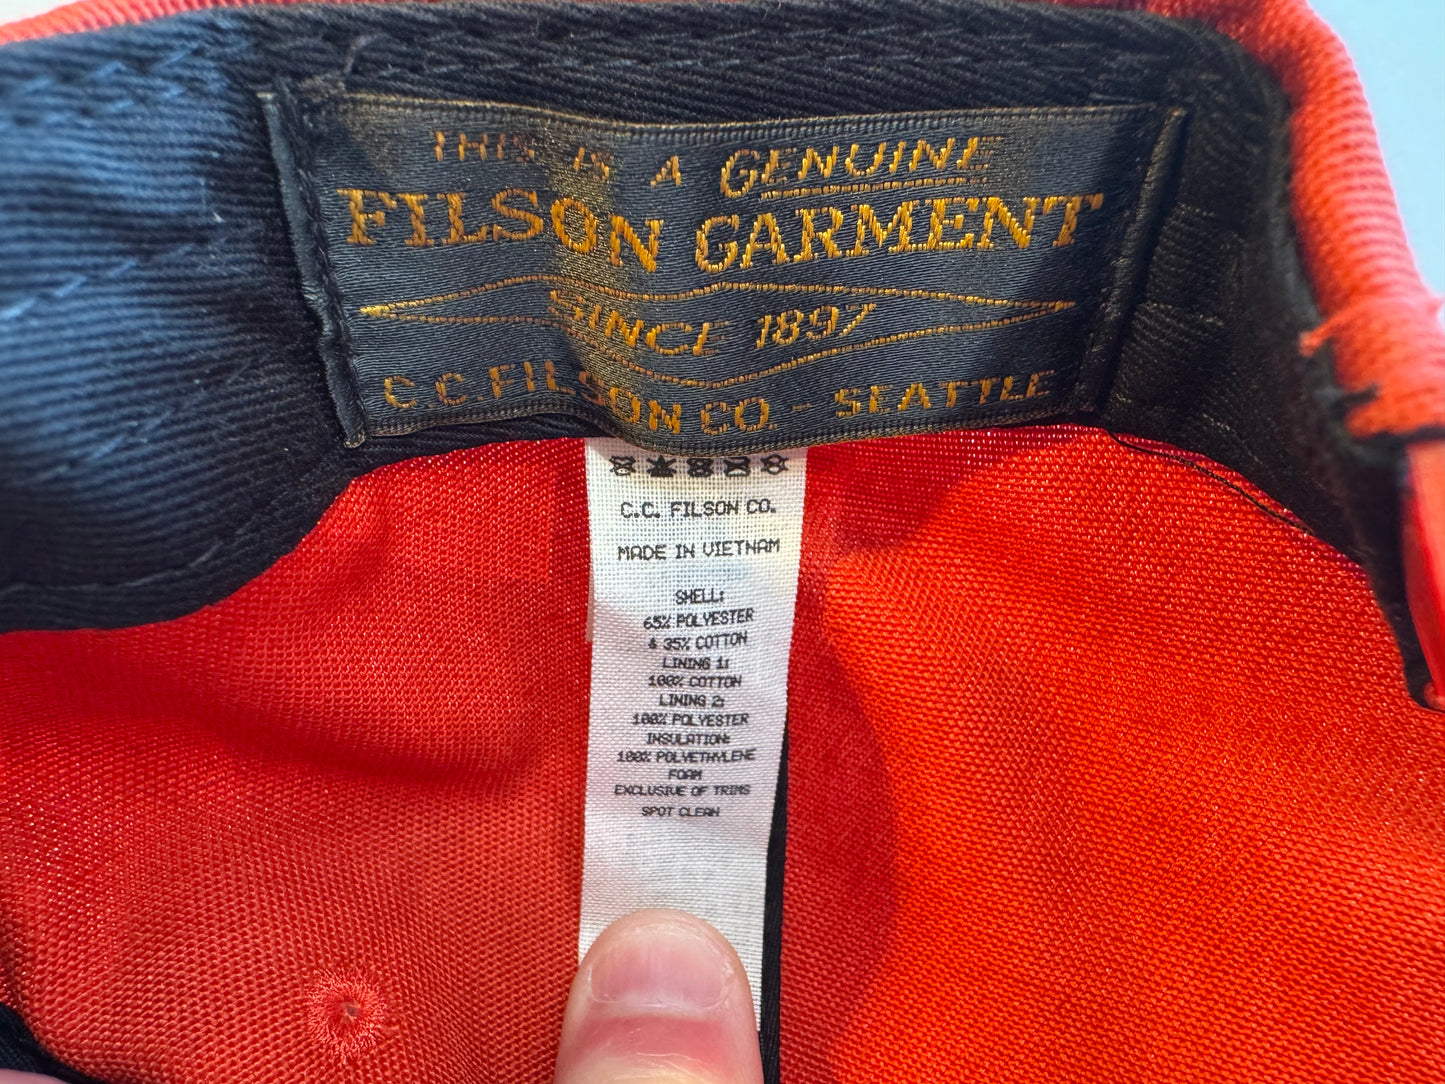 THIS IS A GENUINE
FILSON GARMENT
SINCE 1897
C.C. FILSON CO. - SEATTLE
C.C. FILSON CO.
MADE IN VIETNAM
SHELL:
65% POLYESTER
& 35% COTTON
LINING 1:
100% COTTON
LINING 2:
100% POLYESTER
INSULATION:
100% POLYETHYLENE
FOAM
EXCLUSIVE OF TRIMS
SPOT CLEAN